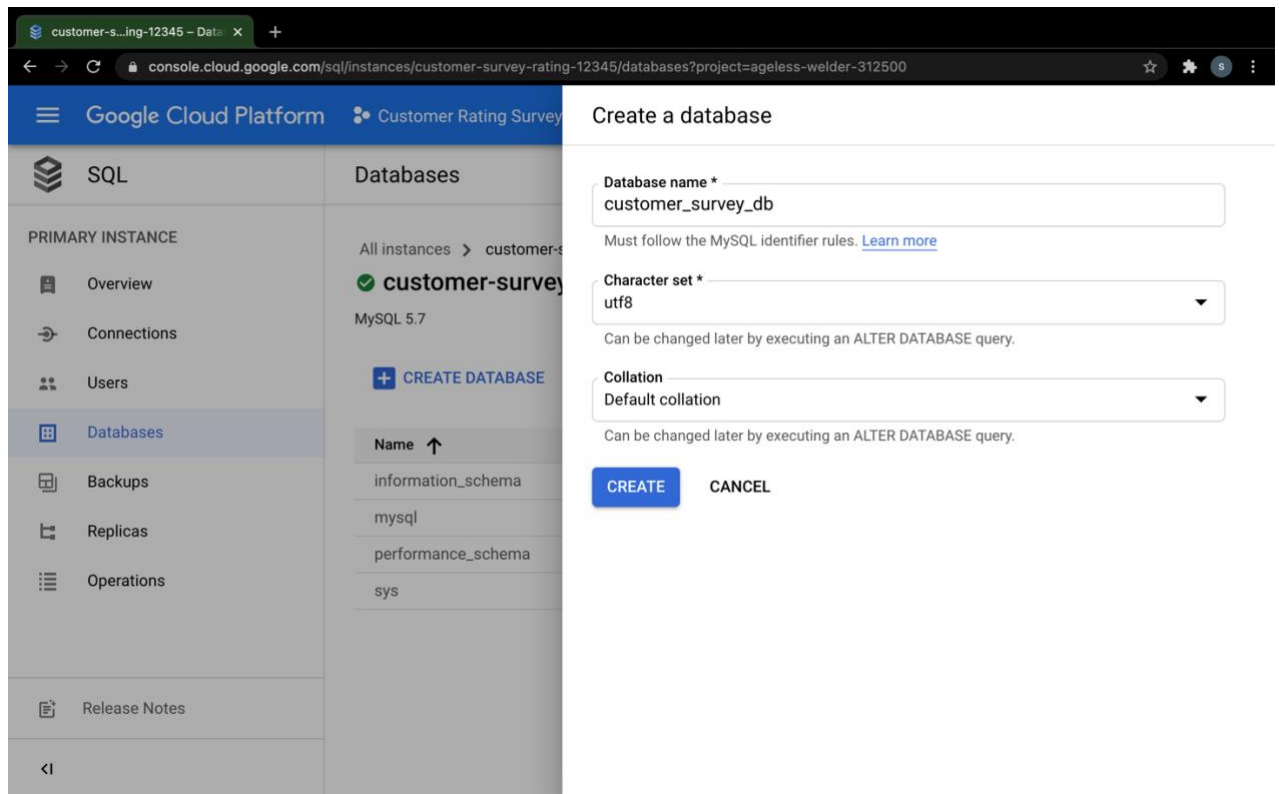 customer-s...ing-12345 – Data
console.cloud.google.com/sql/instances/customer-survey-rating-12345/databases?project=ageless-welder-312500
s
Google Cloud Platform
Customer Rating Survey
SQL
PRIMARY INSTANCE
Overview
Connections
Users
Databases
Backups
Replicas
Operations
Release Notes
Databases
All instances > customer-s
customer-survey
MySQL 5.7
CREATE DATABASE
Name
information_schema
mysql
performance_schema
sys
Create a database
Database name *
customer_survey_db
Must follow the MySQL identifier rules. Learn more
Character set *
utf8
Can be changed later by executing an ALTER DATABASE query.
Collation
Default collation
Can be changed later by executing an ALTER DATABASE query.
CREATE CANCEL